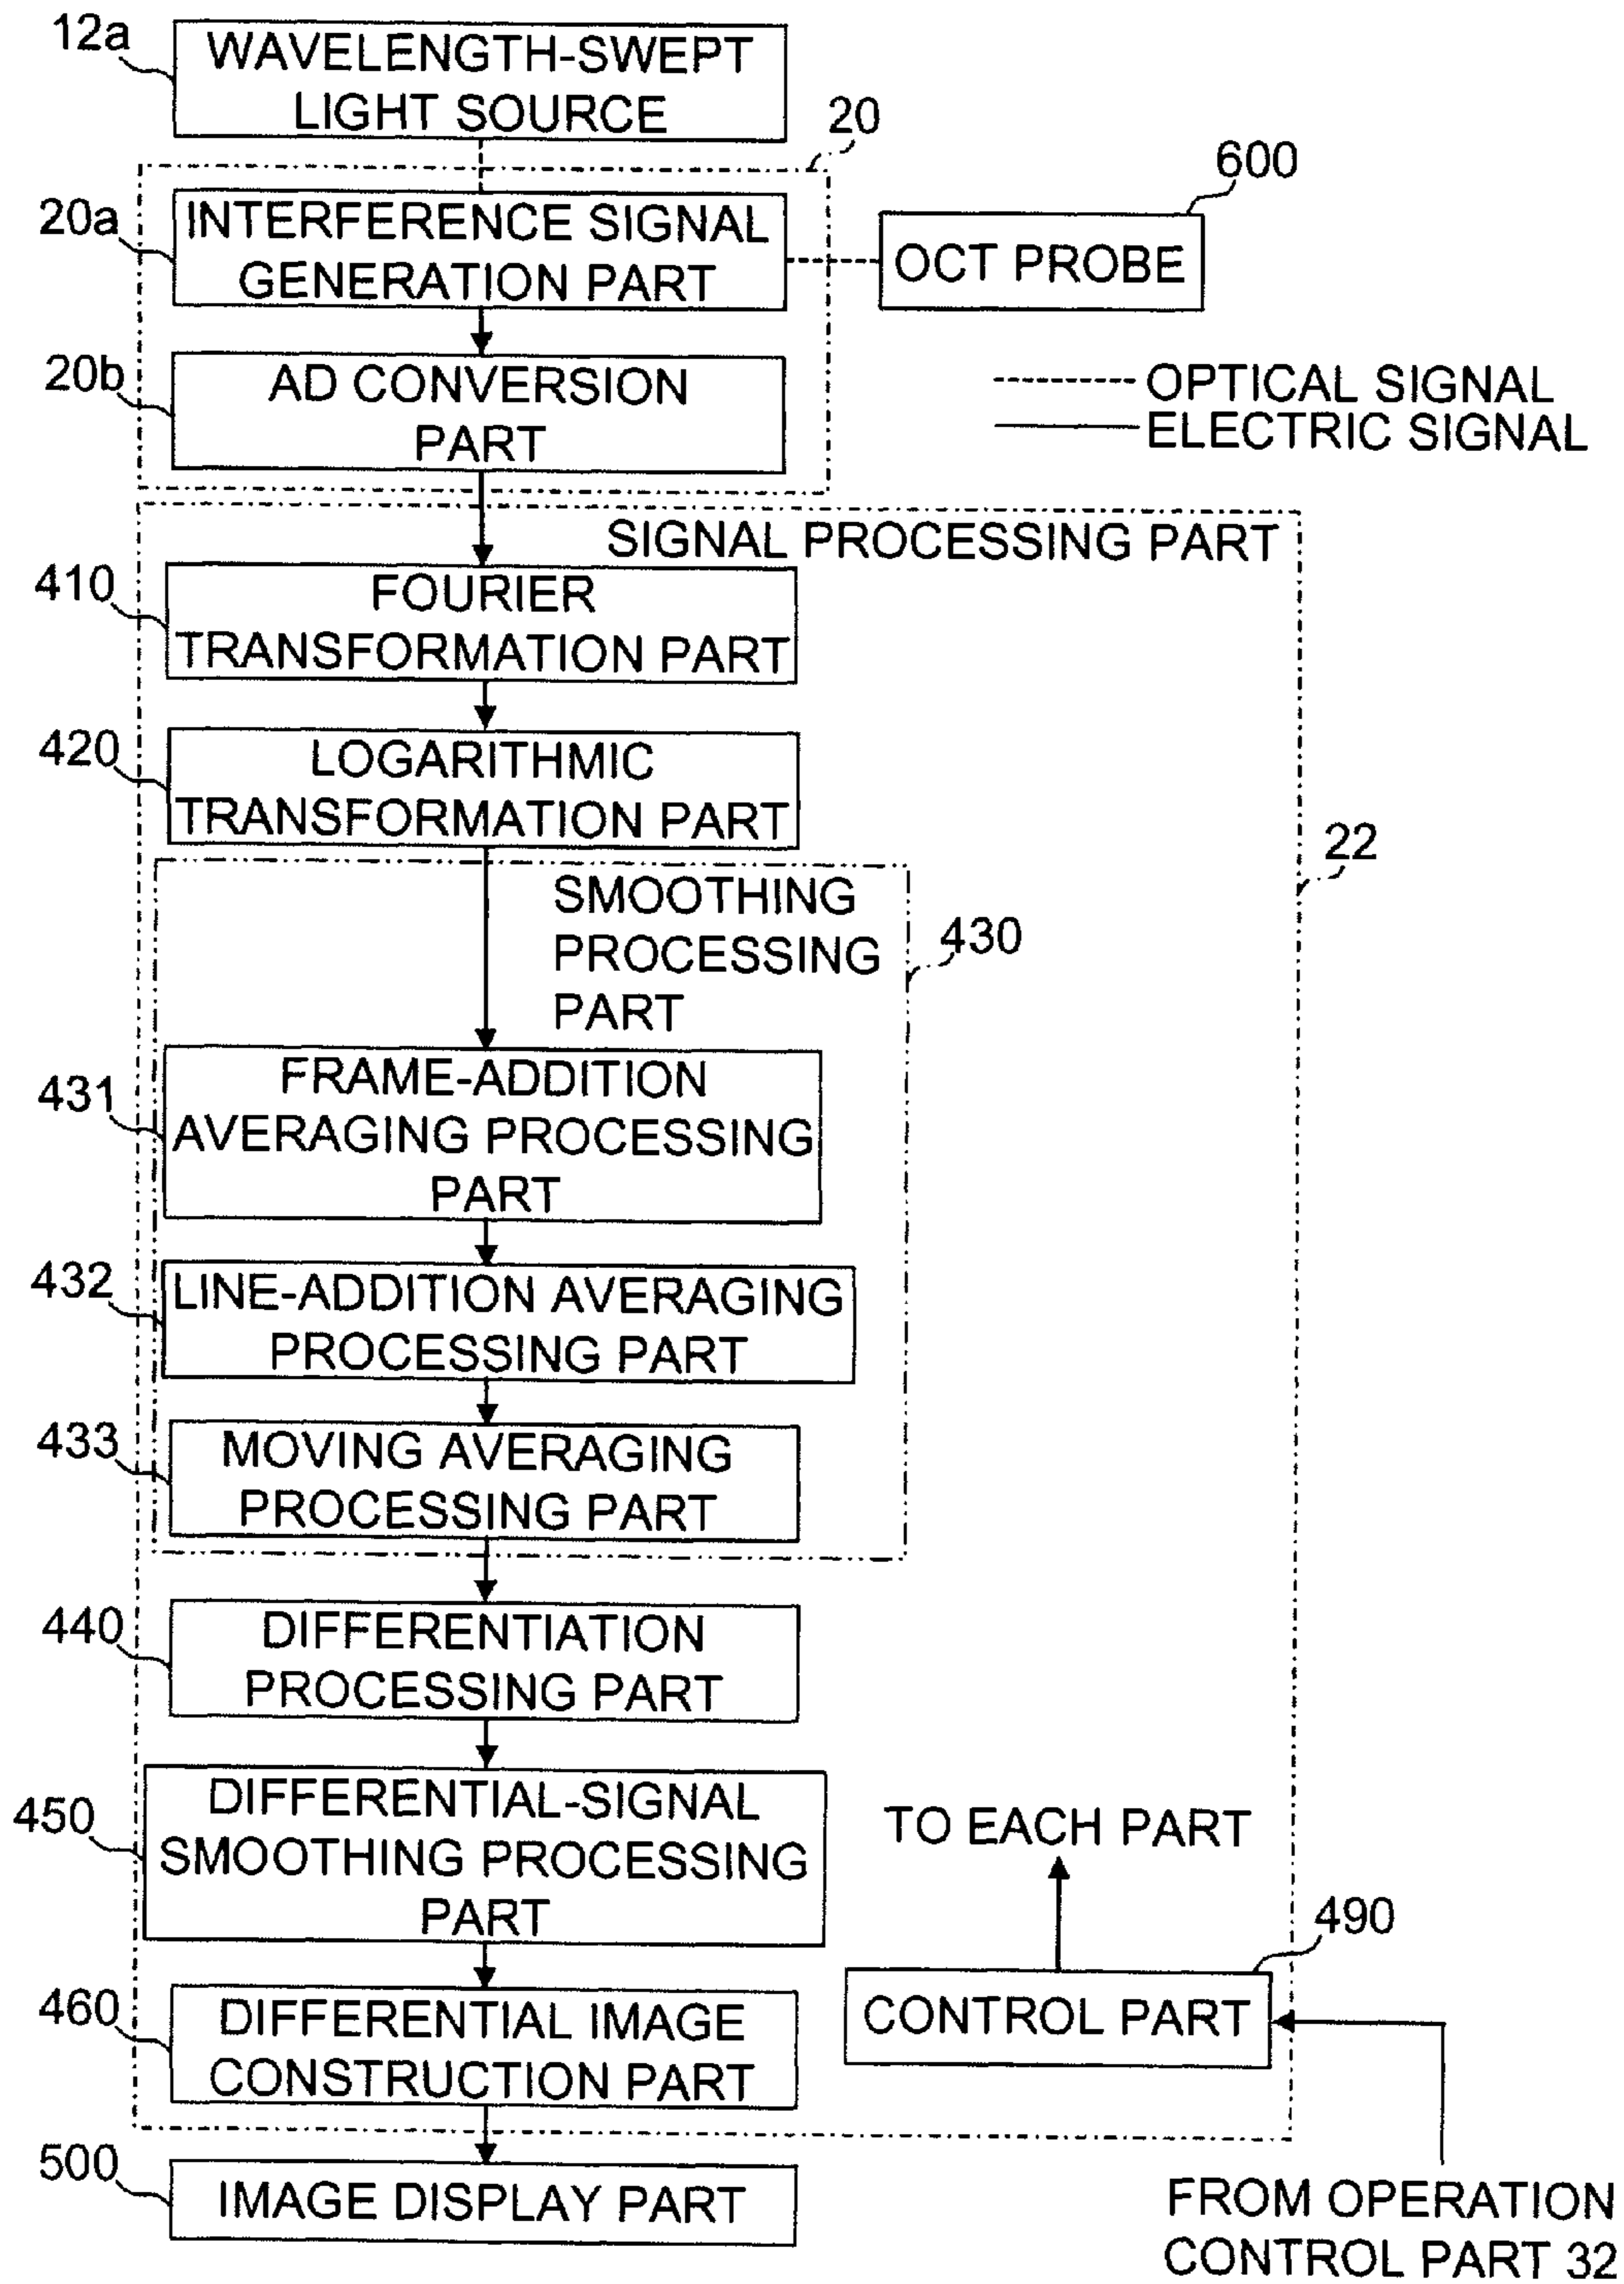 12a
WAVELENGTH-SWEPT
LIGHT SOURCE
20
600
20a
INTERFERENCE SIGNAL
GENERATION PART
OCT PROBE
20b
AD CONVERSION
PART
OPTICAL SIGNAL
ELECTRIC SIGNAL
SIGNAL PROCESSING PART
410
FOURIER
TRANSFORMATION PART
420
LOGARITHMIC
TRANSFORMATION PART
22
SMOOTHING
PROCESSING
PART
430
431
FRAME-ADDITION
AVERAGING PROCESSING
PART
432
LINE-ADDITION AVERAGING
PROCESSING PART
433
MOVING AVERAGING
PROCESSING PART
440
DIFFERENTIATION
PROCESSING PART
450
DIFFERENTIAL-SIGNAL
SMOOTHING PROCESSING
PART
TO EACH PART
490
CONTROL PART
460
DIFFERENTIAL IMAGE
CONSTRUCTION PART
500
IMAGE DISPLAY PART
FROM OPERATION
CONTROL PART 32